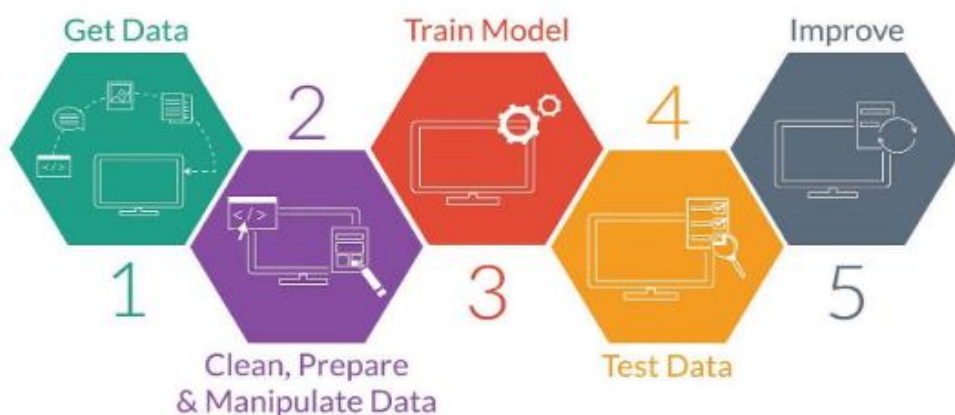 Get Data
1
2
Clean, Prepare
& Manipulate Data
Train Model
3
4
Test Data
Improve
5